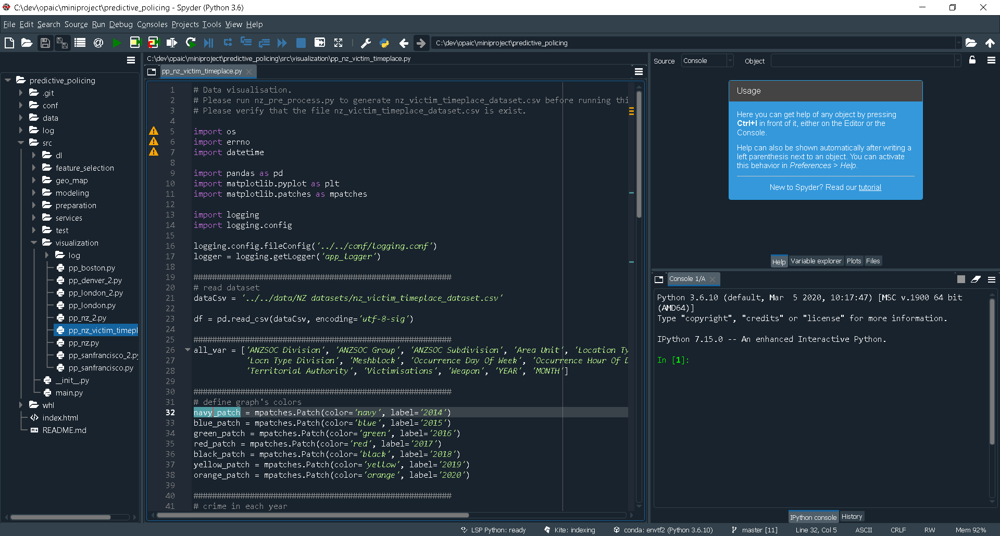 C:\dev\opaic\miniproject\predictive_policing - Spyder (Python 3.6)
File Edit Search Source Run Debug Consoles Projects Tools View Help
C:\dev\opaic\miniproject\predictive_policing
predictive_policing
.git
conf
data
log
src
dl
feature_selection
geo_map
modeling
preparation
services
test
visualization
log
pp_boston.py
pp_denver_2.py
pp_london_2.py
pp_london.py
pp_nz_2.py
pp_nz_victim_timepl
pp_nz.py
pp_sanfrancisco_2.py
pp_sanfrancisco.py
__init__.py
main.py
whl
index.html
README.md
C:\dev\opaic\miniproject\predictive_policing\src\visualization\pp_nz_victim_timeplace.py
pp_nz_victim_timeplace.py
1 # Data visualisation.
2 # Please run nz_pre_process.py to generate nz_victim_timeplace_dataset.csv before running thi
3 # Please verify that the file nz_victim_timeplace_dataset.csv is exist.
4
5 import os
6 import errno
7 import datetime
8
9 import pandas as pd
10 import matplotlib.pyplot as plt
11 import matplotlib.patches as mpatches
12
13 import logging
14 import logging.config
15
16 logging.config.fileConfig('../../conf/logging.conf')
17 logger = logging.getLogger('app_logger')
18
19 #######################################################
20 # read dataset
21 dataCsv = '../../data/NZ datasets/nz_victim_timeplace_dataset.csv'
22
23 df = pd.read_csv(dataCsv, encoding='utf-8-sig')
24
25 #######################################################
26 all_var = ['ANZSOC Division', 'ANZSOC Group', 'ANZSOC Subdivision', 'Area Unit', 'Location Ty
27 'Locn Type Division', 'Meshblock', 'Occurrence Day Of Week', 'Occurrence Hour Of D
28 'Territorial Authority', 'Victimisations', 'Weapon', 'YEAR', 'MONTH']
29
30 #######################################################
31 # define graph's colors
32 navy_patch = mpatches.Patch(color='navy', label='2014')
33 blue_patch = mpatches.Patch(color='blue', label='2015')
34 green_patch = mpatches.Patch(color='green', label='2016')
35 red_patch = mpatches.Patch(color='red', label='2017')
36 black_patch = mpatches.Patch(color='black', label='2018')
37 yellow_patch = mpatches.Patch(color='yellow', label='2019')
38 orange_patch = mpatches.Patch(color='orange', label='2020')
39
40 #######################################################
41 # crime in each year
Source Console Object
Usage
Here you can get help of any object by pressing
Ctrl+I in front of it, either on the Editor or the
Console.
Help can also be shown automatically after writing a
left parenthesis next to an object. You can activate
this behavior in Preferences > Help.
New to Spyder? Read our tutorial
Help Variable explorer Plots Files
Console 1/A
Python 3.6.10 (default, Mar  5 2020, 10:17:47) [MSC v.1900 64 bit
(AMD64)]
Type "copyright", "credits" or "license" for more information.
IPython 7.15.0 -- An enhanced Interactive Python.
In [1]:
IPython console History
LSP Python: ready Kite: indexing conda: envtf2 (Python 3.6.10) master [11] Line 32, Col 5 ASCII CRLF RW Mem 92%